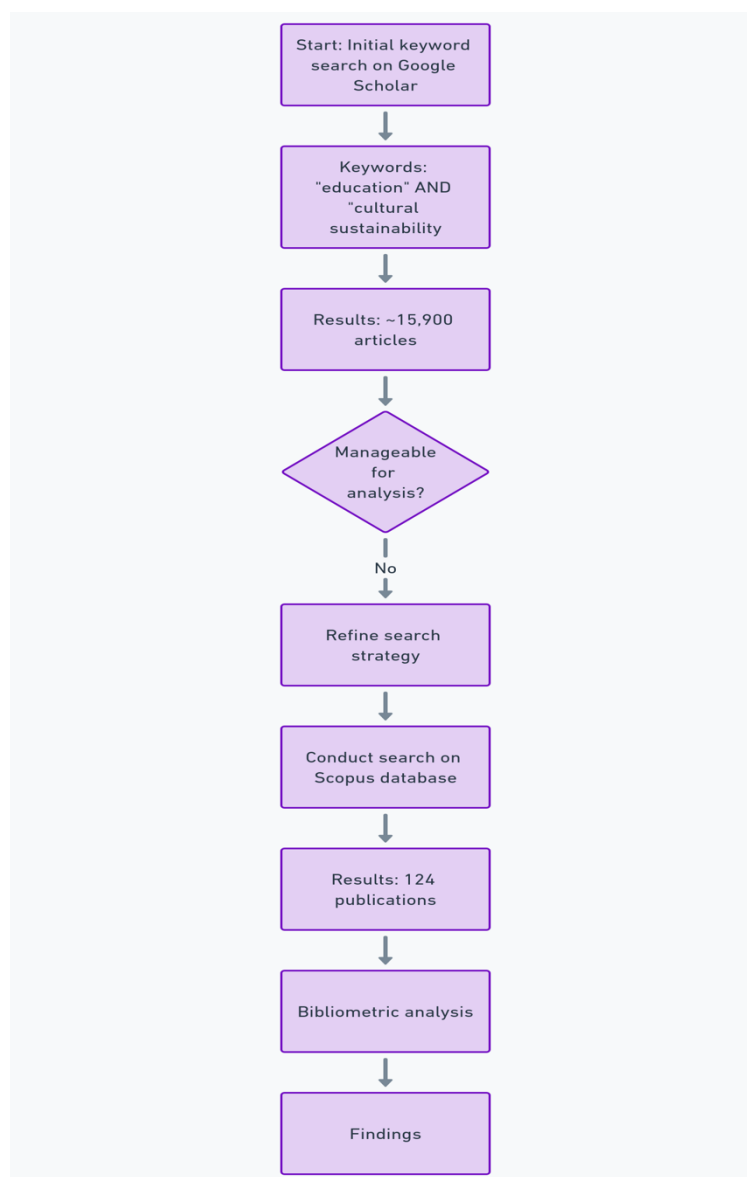 Start: Initial keyword
search on Google
Scholar
Keywords:
"education" AND
"cultural
sustainability
Results: ~15,900
articles
Manageable
for
analysis?
No
Refine search
strategy
Conduct search on
Scopus database
Results: 124
publications
Bibliometric analysis
Findings